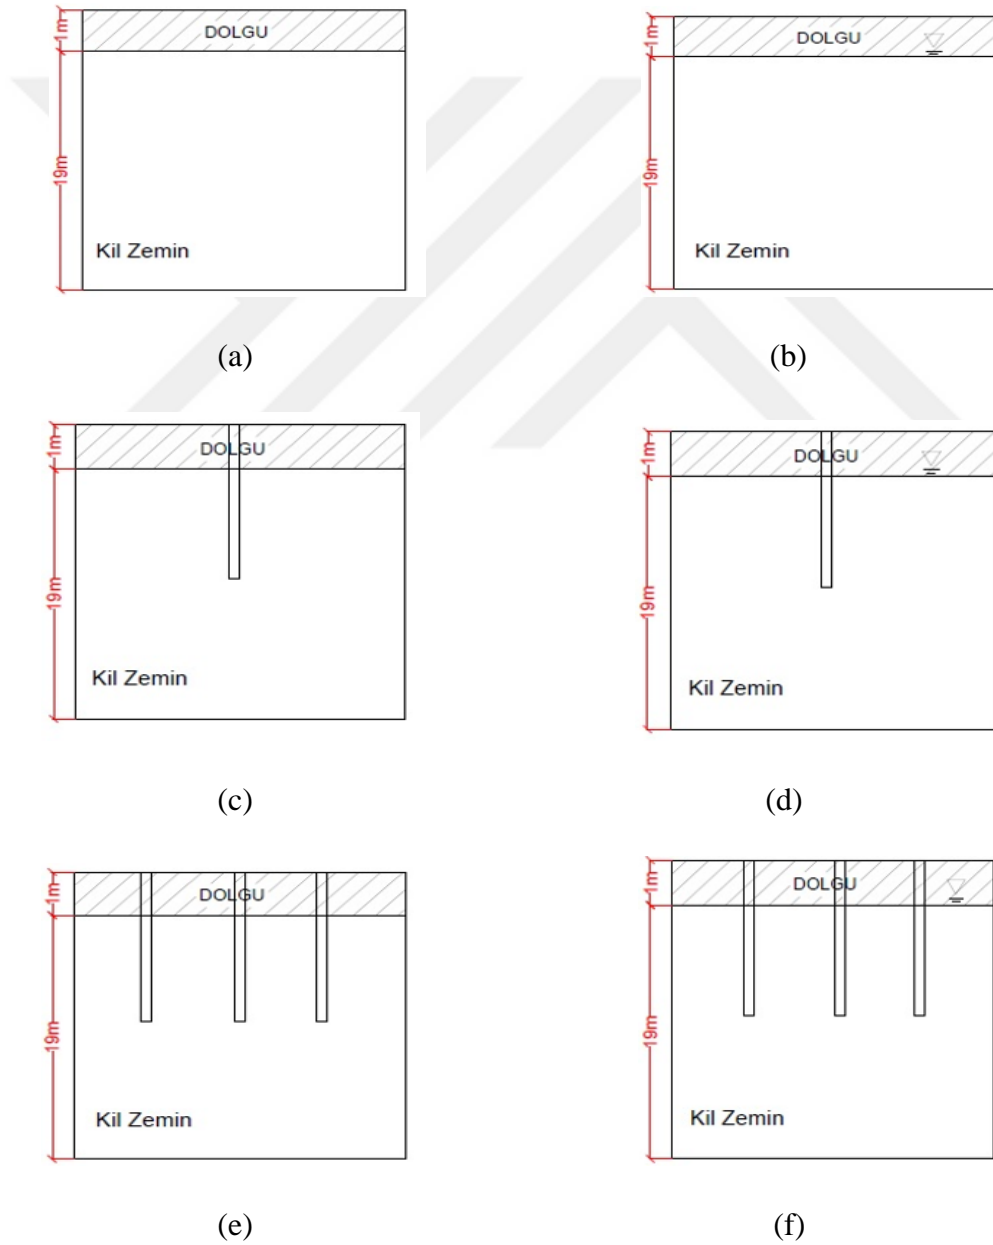 1m
DOLGU
19m
Kil Zemin
1m
DOLGU
19m
Kil Zemin
(a)
(b)
1m
DOLGU
19m
Kil Zemin
1m
DOLGU
19m
Kil Zemin
(c)
(d)
1m
DOLGU
19m
Kil Zemin
1m
DOLGU
19m
Kil Zemin
(e)
(f)